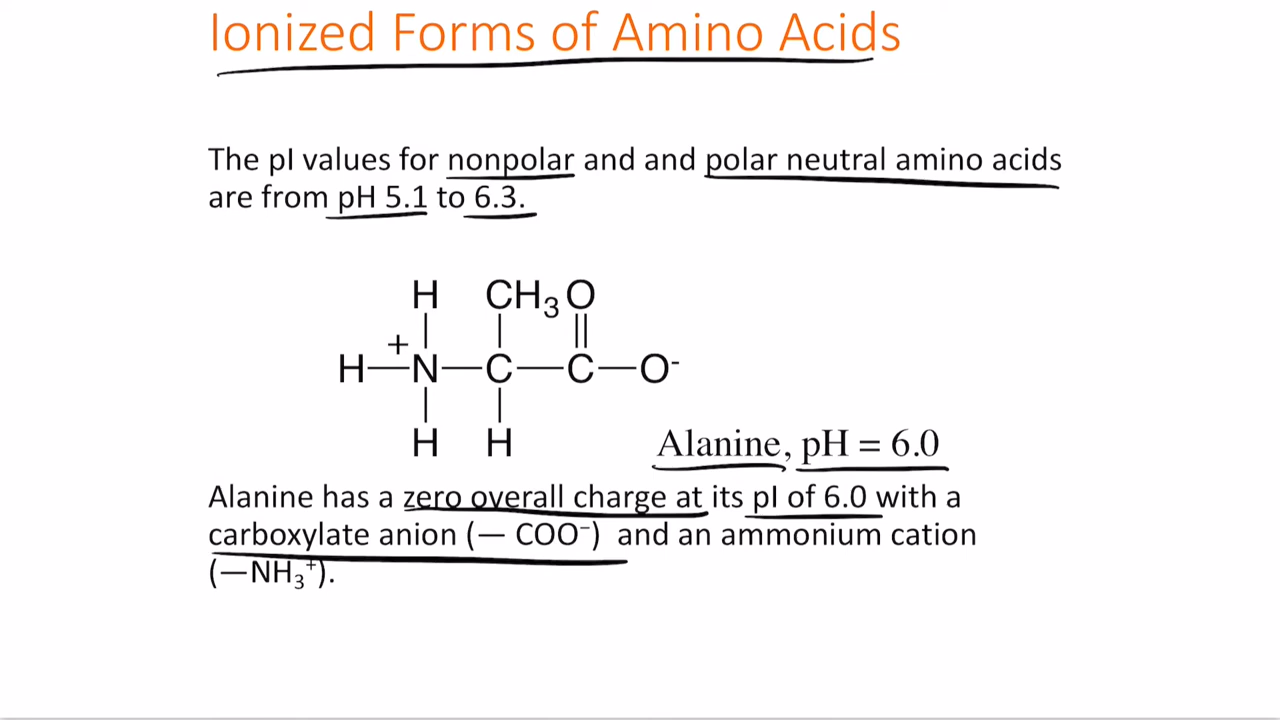 Ionized Forms of Amino Acids
The pI values for nonpolar and and polar neutral amino acids
are from pH 5.1 to 6.3.
H CH₃ O
+
H—N—C—C—O⁻
H H
Alanine, pH = 6.0
Alanine has a zero overall charge at its pI of 6.0 with a
carboxylate anion (— COO⁻) and an ammonium cation
(—NH₃⁺).